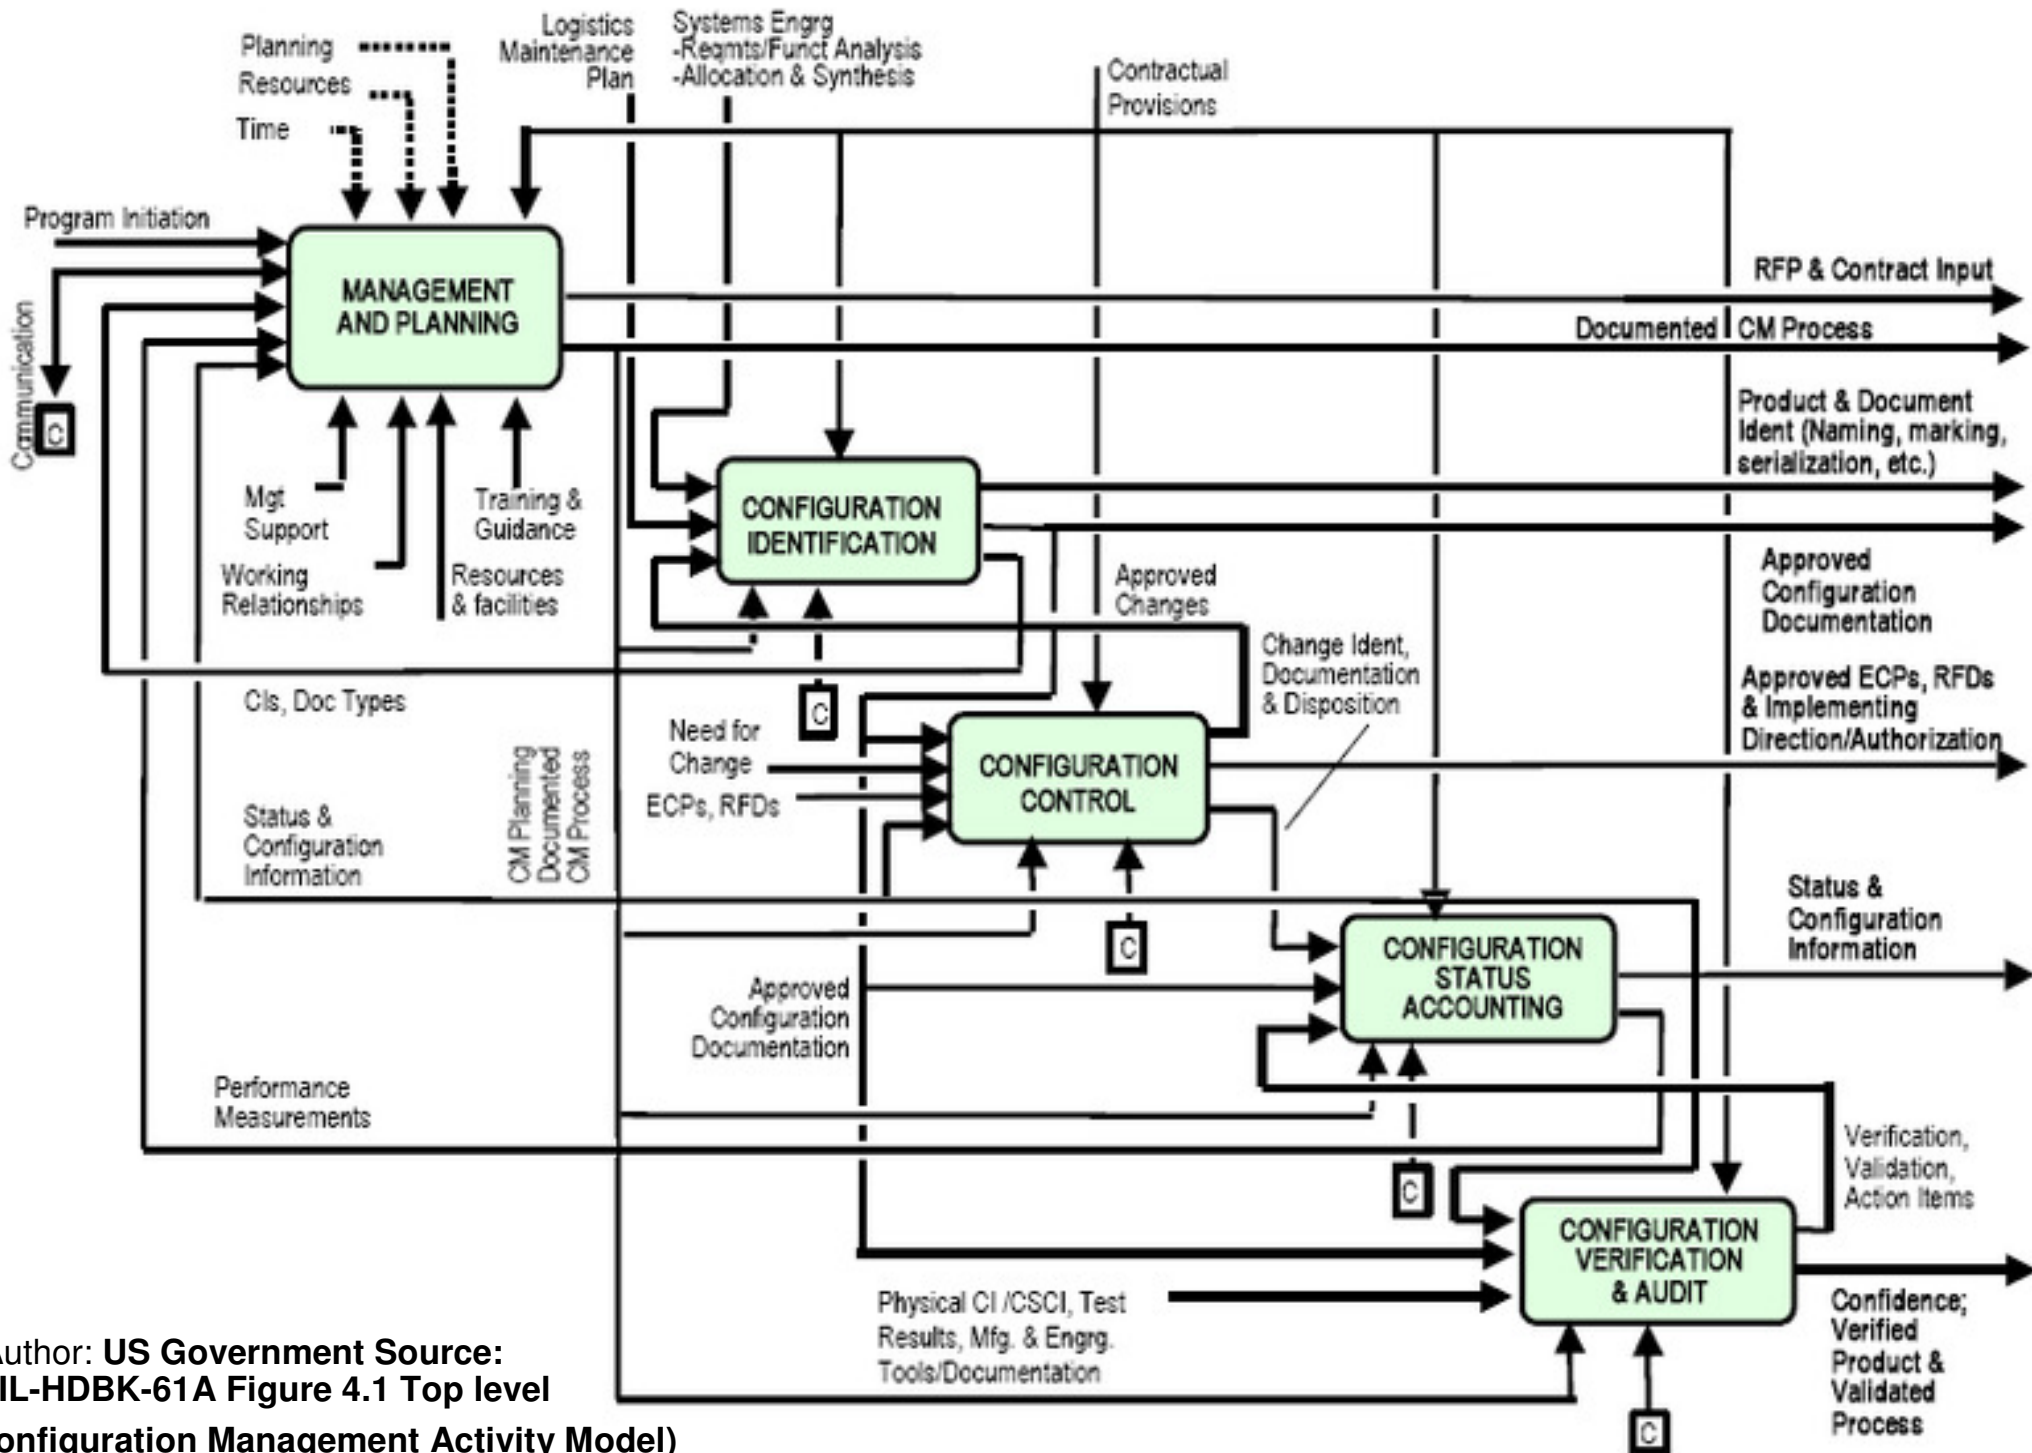 Planning
Resources
Time
Logistics
Maintenance
Plan
Systems Engrg
-Reqmts/Funct Analysis
-Allocation & Synthesis
Contractual
Provisions
Program Initiation
Communication
C
MANAGEMENT
AND PLANNING
RFP & Contract Input
Documented CM Process
Product & Document
Ident (Naming, marking,
serialization, etc.)
Mgt
Support
Training &
Guidance
Working
Relationships
Resources
& facilities
CONFIGURATION
IDENTIFICATION
Approved
Configuration
Documentation
Approved
Changes
Change Ident,
Documentation
& Disposition
Approved ECPs, RFDs
& Implementing
Direction/Authorization
CIs, Doc Types
C
Need for
Change
ECPs, RFDs
CONFIGURATION
CONTROL
CM Planning
Documented
CM Process
Status &
Configuration
Information
C
Status &
Configuration
Information
CONFIGURATION
STATUS
ACCOUNTING
Approved
Configuration
Documentation
Performance
Measurements
C
Verification,
Validation,
Action Items
CONFIGURATION
VERIFICATION
& AUDIT
Physical CI /CSCI, Test
Results, Mfg. & Engrg.
Tools/Documentation
Confidence;
Verified
Product &
Validated
Process
C
Author: US Government Source:
IL-HDBK-61A Figure 4.1 Top level
onfiguration Management Activity Model)